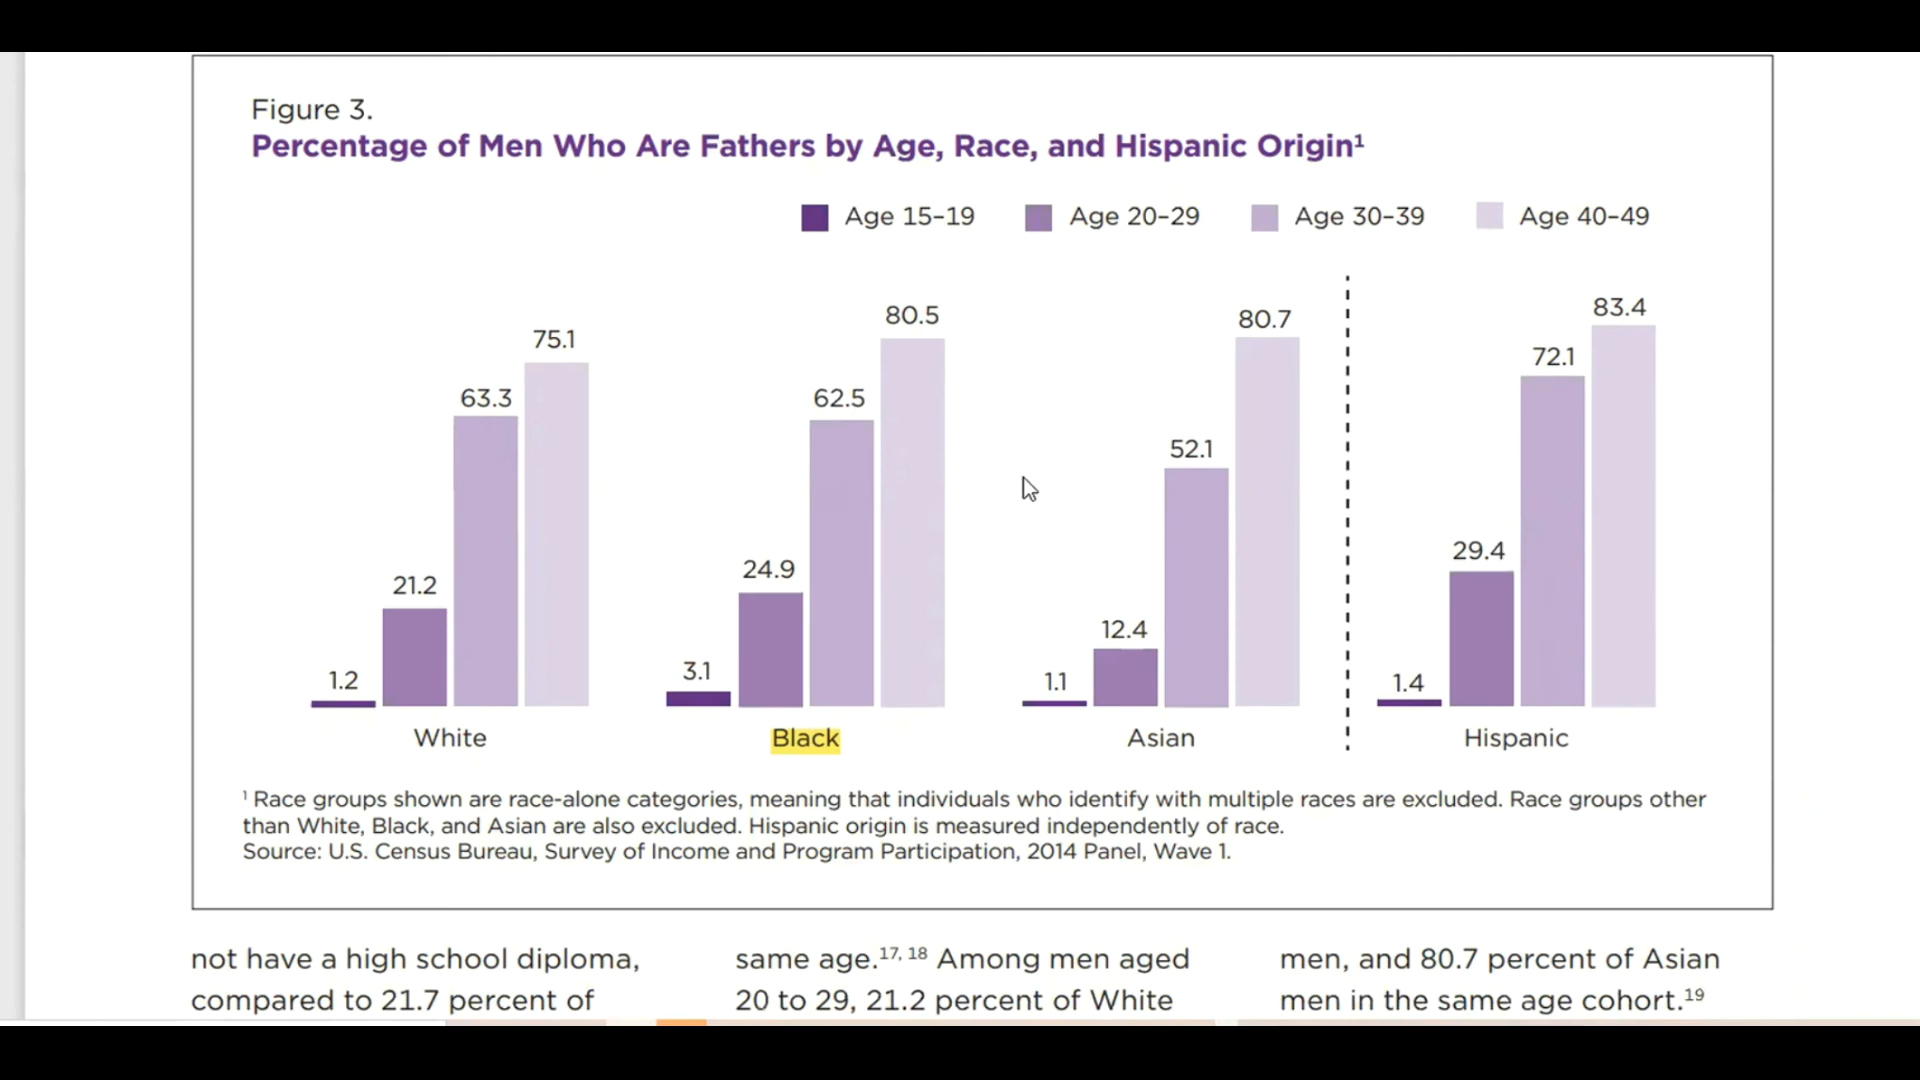 Figure 3.
Percentage of Men Who Are Fathers by Age, Race, and Hispanic Origin¹
Age 15–19 Age 20–29 Age 30–39 Age 40–49
1.2 21.2 63.3 75.1
3.1 24.9 62.5 80.5
1.1 12.4 52.1 80.7
1.4 29.4 72.1 83.4
White Black Asian Hispanic
¹ Race groups shown are race-alone categories, meaning that individuals who identify with multiple races are excluded. Race groups other
than White, Black, and Asian are also excluded. Hispanic origin is measured independently of race.
Source: U.S. Census Bureau, Survey of Income and Program Participation, 2014 Panel, Wave 1.
not have a high school diploma,
compared to 21.7 percent of
same age.¹⁷, ¹⁸ Among men aged
20 to 29, 21.2 percent of White
men, and 80.7 percent of Asian
men in the same age cohort.¹⁹